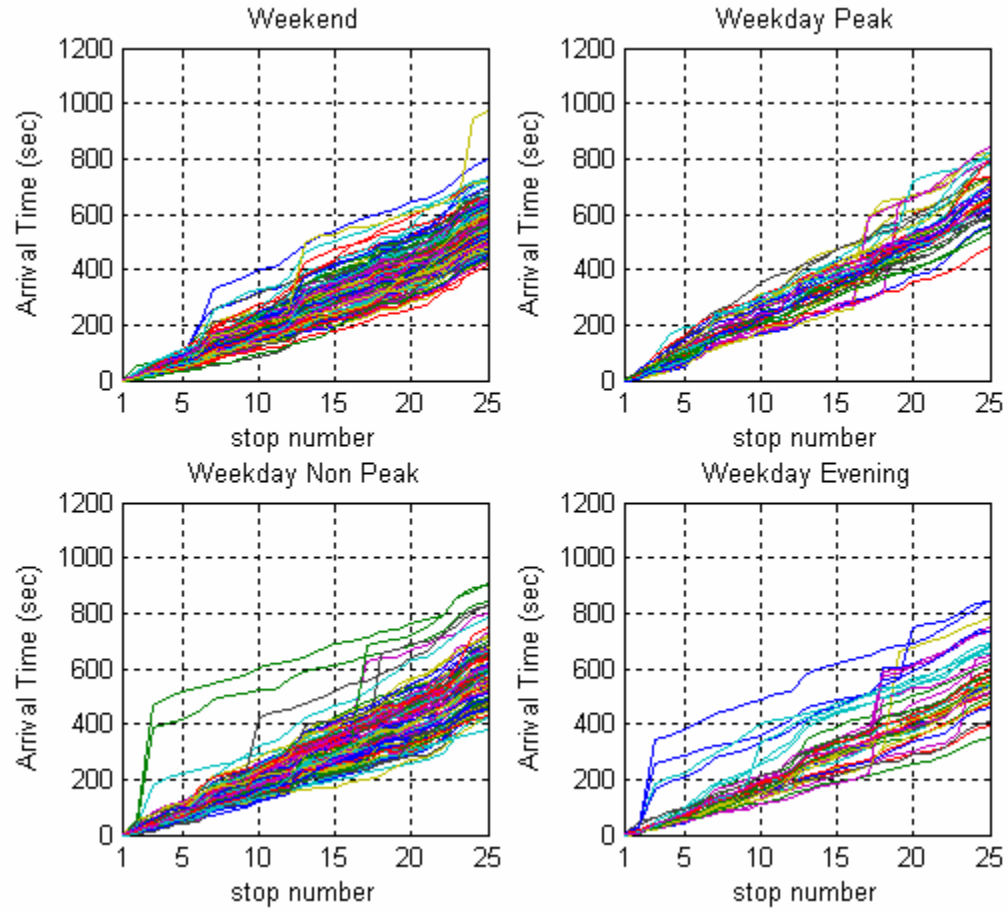 Weekend
1200
1000
800
600
400
200
0
Arrival Time (sec)
1 5 10 15 20 25
stop number
Weekday Peak
1200
1000
800
600
400
200
0
Arrival Time (sec)
1 5 10 15 20 25
stop number
Weekday Non Peak
1200
1000
800
600
400
200
0
Arrival Time (sec)
1 5 10 15 20 25
stop number
Weekday Evening
1200
1000
800
600
400
200
0
Arrival Time (sec)
1 5 10 15 20 25
stop number